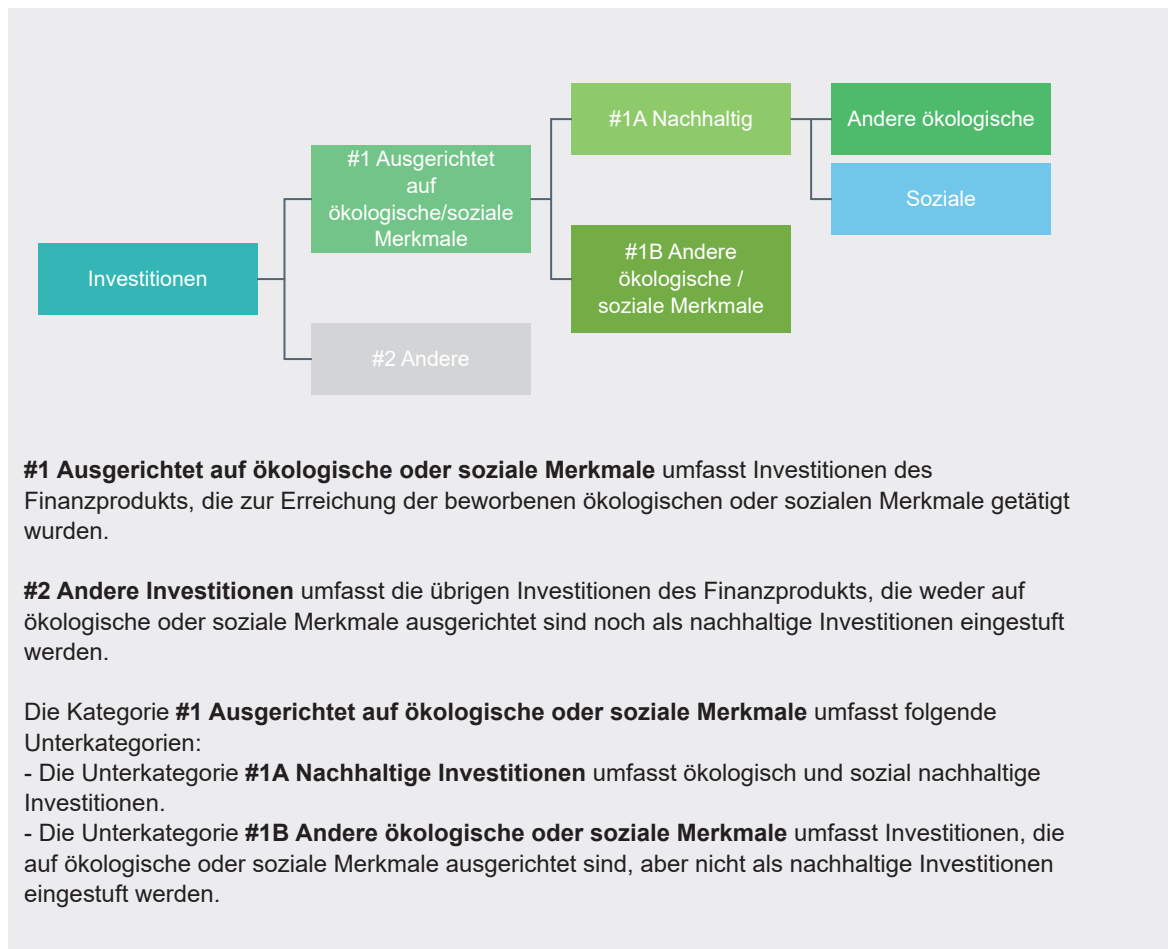 Investitionen
#1 Ausgerichtet
auf
ökologische/soziale
Merkmale
#2 Andere
#1A Nachhaltig
#1B Andere
ökologische /
soziale Merkmale
Andere ökologische
Soziale
#1 Ausgerichtet auf ökologische oder soziale Merkmale umfasst Investitionen des
Finanzprodukts, die zur Erreichung der beworbenen ökologischen oder sozialen Merkmale getätigt
wurden.
#2 Andere Investitionen umfasst die übrigen Investitionen des Finanzprodukts, die weder auf
ökologische oder soziale Merkmale ausgerichtet sind noch als nachhaltige Investitionen eingestuft
werden.
Die Kategorie #1 Ausgerichtet auf ökologische oder soziale Merkmale umfasst folgende
Unterkategorien:
- Die Unterkategorie #1A Nachhaltige Investitionen umfasst ökologisch und sozial nachhaltige
Investitionen.
- Die Unterkategorie #1B Andere ökologische oder soziale Merkmale umfasst Investitionen, die
auf ökologische oder soziale Merkmale ausgerichtet sind, aber nicht als nachhaltige Investitionen
eingestuft werden.